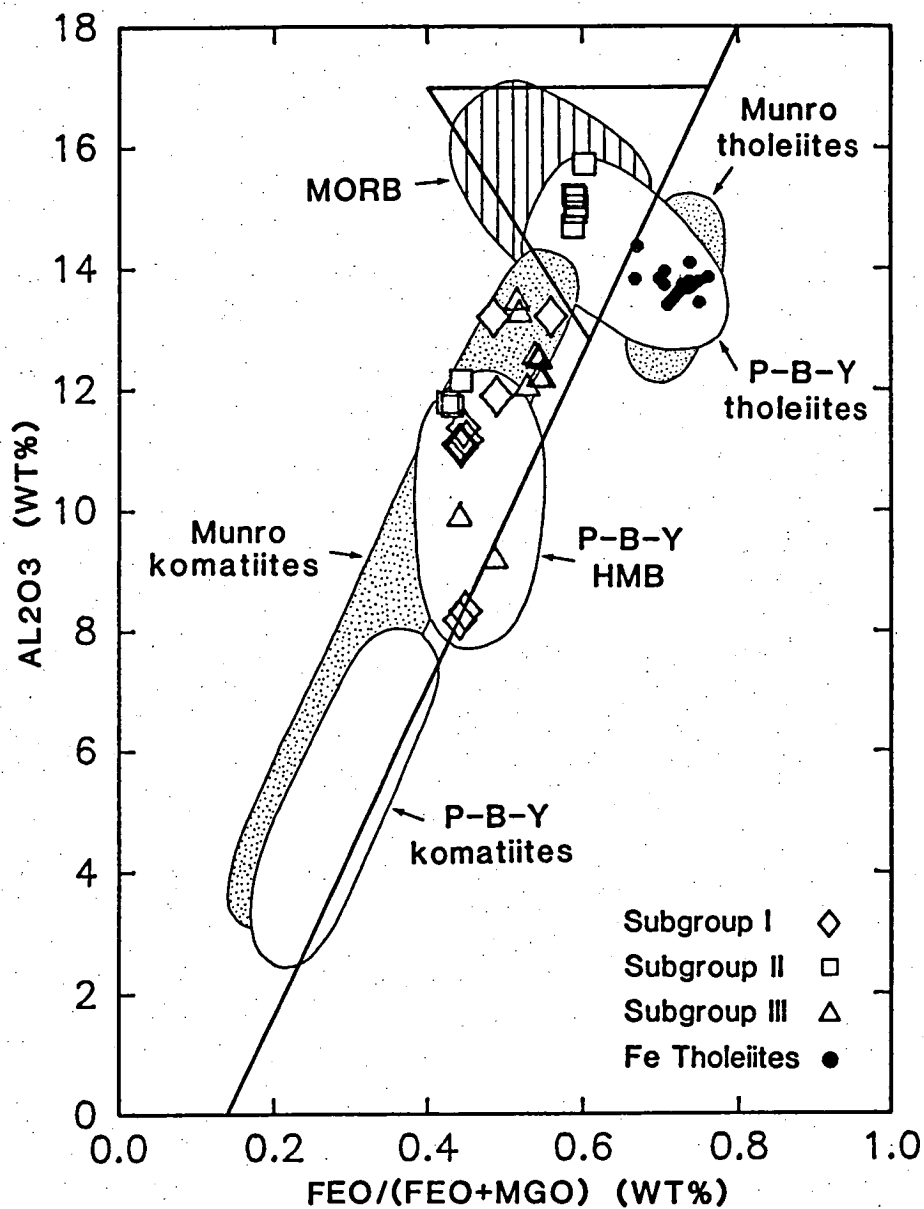 18
16
14
12
10
8
6
4
2
0
AL2O3 (WT%)
0.0 0.2 0.4 0.6 0.8 1.0
FEO/(FEO+MGO) (WT%)
Munro
tholeiites
MORB
P-B-Y
tholeiites
Munro
komatiites
P-B-Y
HMB
P-B-Y
komatiites
Subgroup I
Subgroup II
Subgroup III
Fe Tholeiites